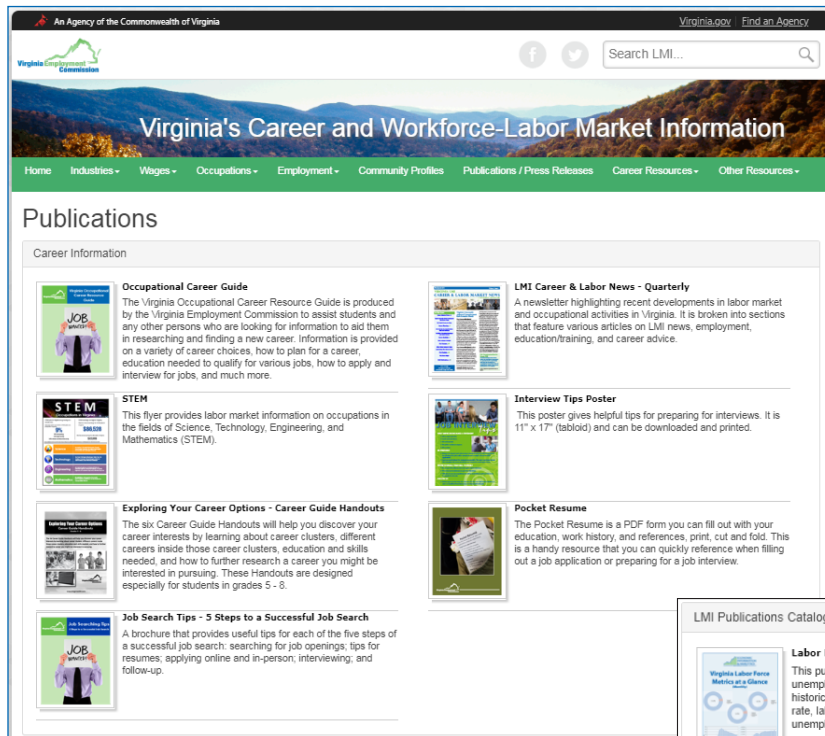 An Agency of the Commonwealth of Virginia
Virginia.gov | Find an Agency
Virginia Employment
Commission
Search LMI...
Virginia's Career and Workforce-Labor Market Information
Home Industries Wages Occupations Employment Community Profiles Publications / Press Releases Career Resources Other Resources
Publications
Career Information
JOB
Occupational Career Guide
The Virginia Occupational Career Resource Guide is produced
by the Virginia Employment Commission to assist students and
any other persons who are looking for information to aid them
in researching and finding a new career. Information is provided
on a variety of career choices, how to plan for a career,
education needed to qualify for various jobs, how to apply and
interview for jobs, and much more.
LMI Career & Labor News - Quarterly
A newsletter highlighting recent developments in labor market
and occupational activities in Virginia. It is broken into sections
that feature various articles on LMI news, employment,
education/training, and career advice.
STEM
STEM
This flyer provides labor market information on occupations in
the fields of Science, Technology, Engineering, and
Mathematics (STEM).
Interview Tips Poster
This poster gives helpful tips for preparing for interviews. It is
11" x 17" (tabloid) and can be downloaded and printed.
Exploring Your Career Options
Exploring Your Career Options - Career Guide Handouts
The six Career Guide Handouts will help you discover your
career interests by learning about career clusters, different
careers inside those career clusters, education and skills
needed, and how to further research a career you might be
interested in pursuing. These Handouts are designed
especially for students in grades 5 - 8.
Pocket Resume
The Pocket Resume is a PDF form you can fill out with your
education, work history, and references, print, cut and fold. This
is a handy resource that you can quickly reference when filling
out a job application or preparing for a job interview.
Job Searching Tips
JOB
Job Search Tips - 5 Steps to a Successful Job Search
A brochure that provides useful tips for each of the five steps of
a successful job search: searching for job openings; tips for
resumes; applying online and in-person; interviewing; and
follow-up.
LMI Publications Catalog
Virginia Labor Force
Metrics at a Glance
Labor
This pu
unempl
historic
rate, la
unemp